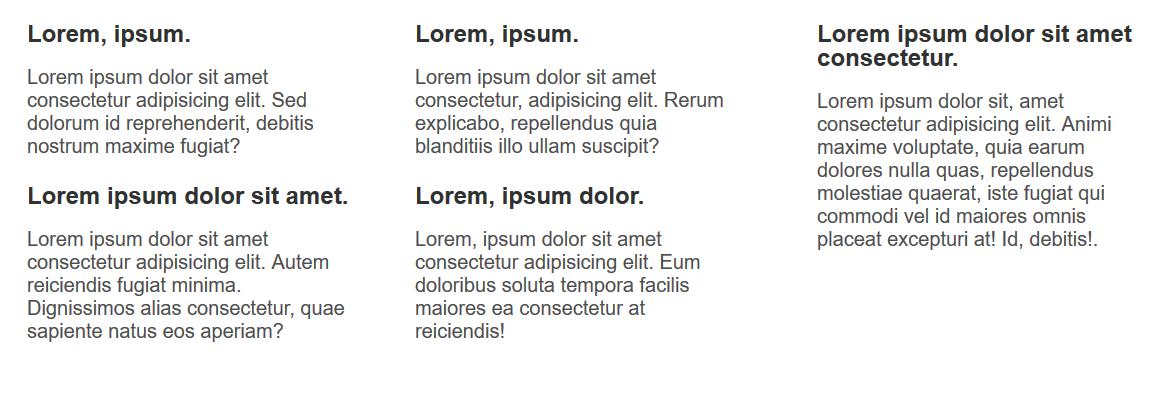 Lorem, ipsum.
Lorem ipsum dolor sit amet
consectetur adipisicing elit. Sed
dolorum id reprehenderit, debitis
nostrum maxime fugiat?
Lorem ipsum dolor sit amet.
Lorem ipsum dolor sit amet
consectetur adipisicing elit. Autem
reiciendis fugiat minima.
Dignissimos alias consectetur, quae
sapiente natus eos aperiam?
Lorem, ipsum.
Lorem ipsum dolor sit amet
consectetur, adipisicing elit. Rerum
explicabo, repellendus quia
blanditiis illo ullam suscipit?
Lorem, ipsum dolor.
Lorem, ipsum dolor sit amet
consectetur adipisicing elit. Eum
doloribus soluta tempora facilis
maiores ea consectetur at
reiciendis!
Lorem ipsum dolor sit amet
consectetur.
Lorem ipsum dolor sit, amet
consectetur adipisicing elit. Animi
maxime voluptate, quia earum
dolores nulla quas, repellendus
molestiae quaerat, iste fugiat qui
commodi vel id maiores omnis
placeat excepturi at! Id, debitis!.